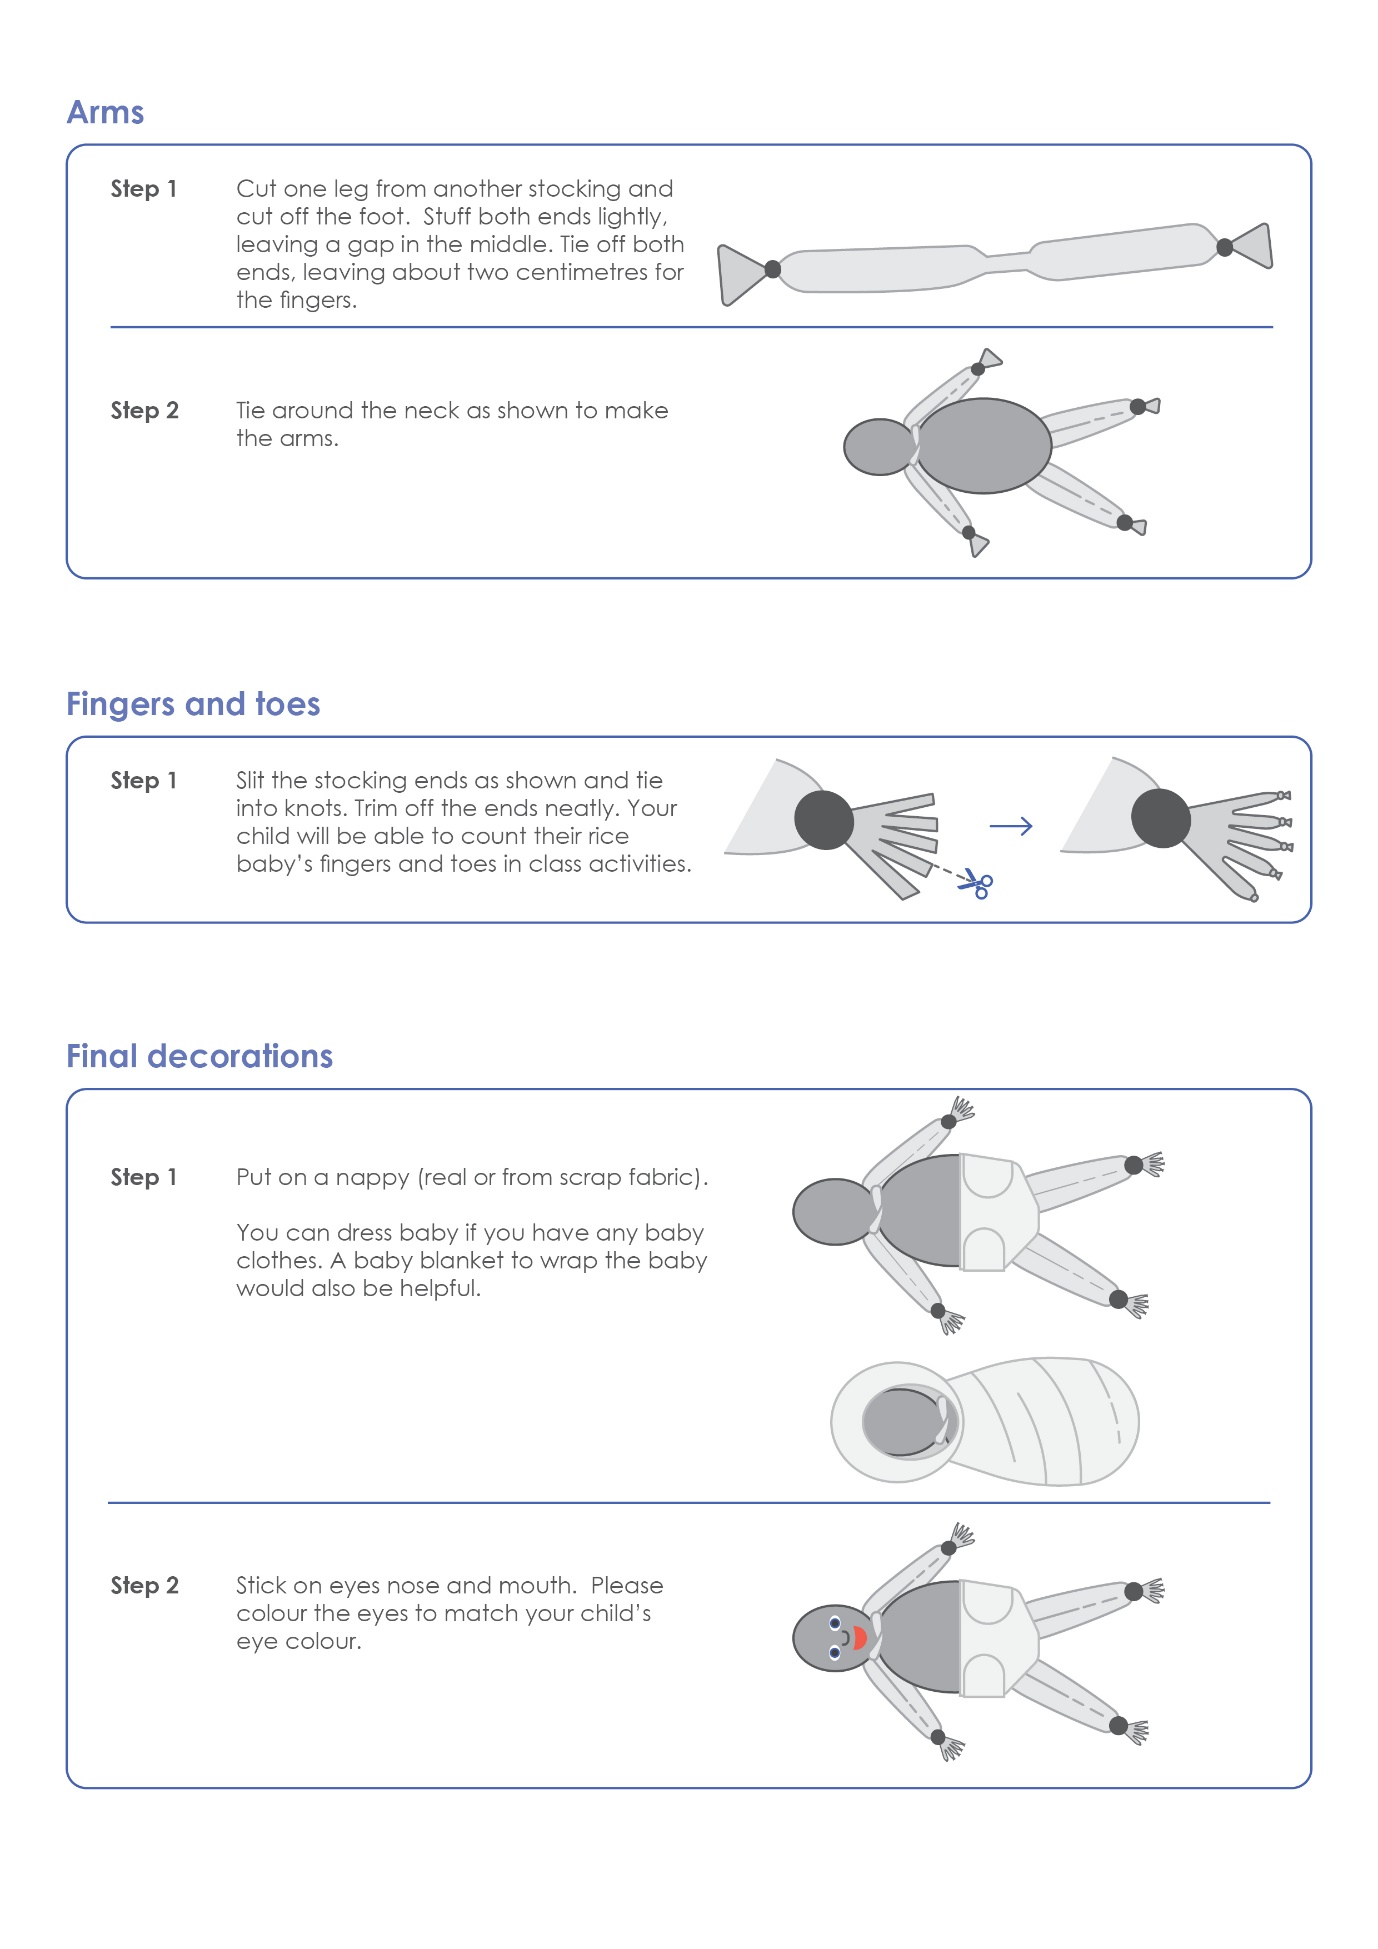 Arms
Step 1
Cut one leg from another stocking and
cut off the foot.  Stuff both ends lightly,
leaving a gap in the middle. Tie off both
ends, leaving about two centimetres for
the fingers.
Step 2
Tie around the neck as shown to make
the arms.
Fingers and toes
Step 1
Slit the stocking ends as shown and tie
into knots. Trim off the ends neatly. Your
child will be able to count their rice
baby's fingers and toes in class activities.
Final decorations
Step 1
Put on a nappy (real or from scrap fabric).
You can dress baby if you have any baby
clothes. A baby blanket to wrap the baby
would also be helpful.
Step 2
Stick on eyes nose and mouth.  Please
colour the eyes to match your child's
eye colour.